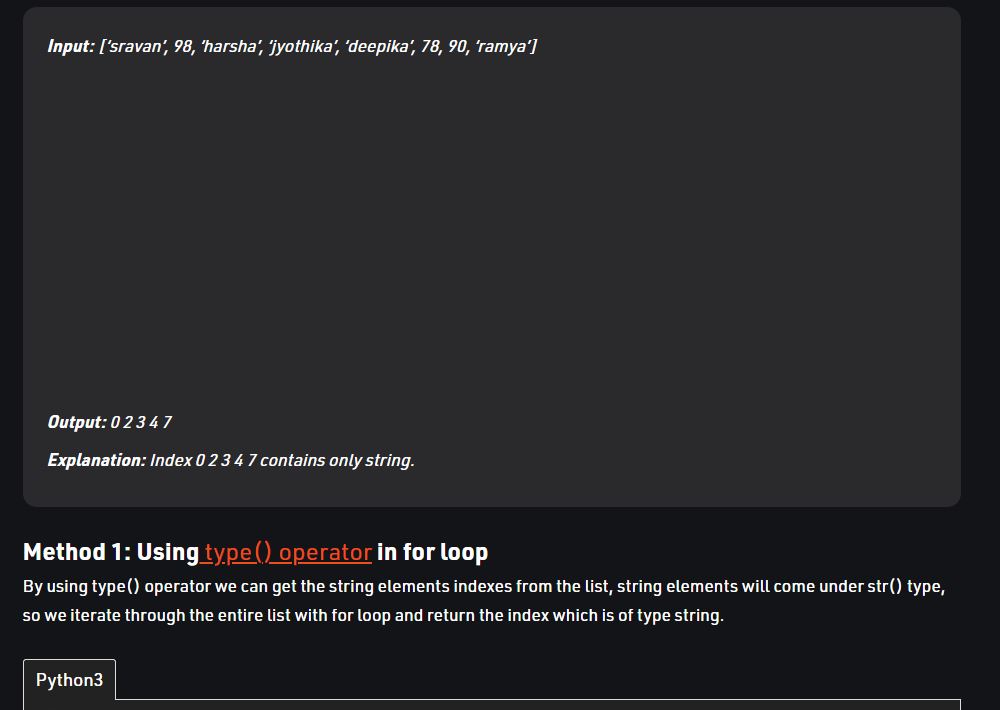 Input: [‘sravan’, 98, ‘harsha’, ‘jyothika’, ‘deepika’, 78, 90, ‘ramya’]
Output: 0 2 3 4 7
Explanation: Index 0 2 3 4 7 contains only string.
Method 1: Using type() operator in for loop
By using type() operator we can get the string elements indexes from the list, string elements will come under str() type,
so we iterate through the entire list with for loop and return the index which is of type string.
Python3